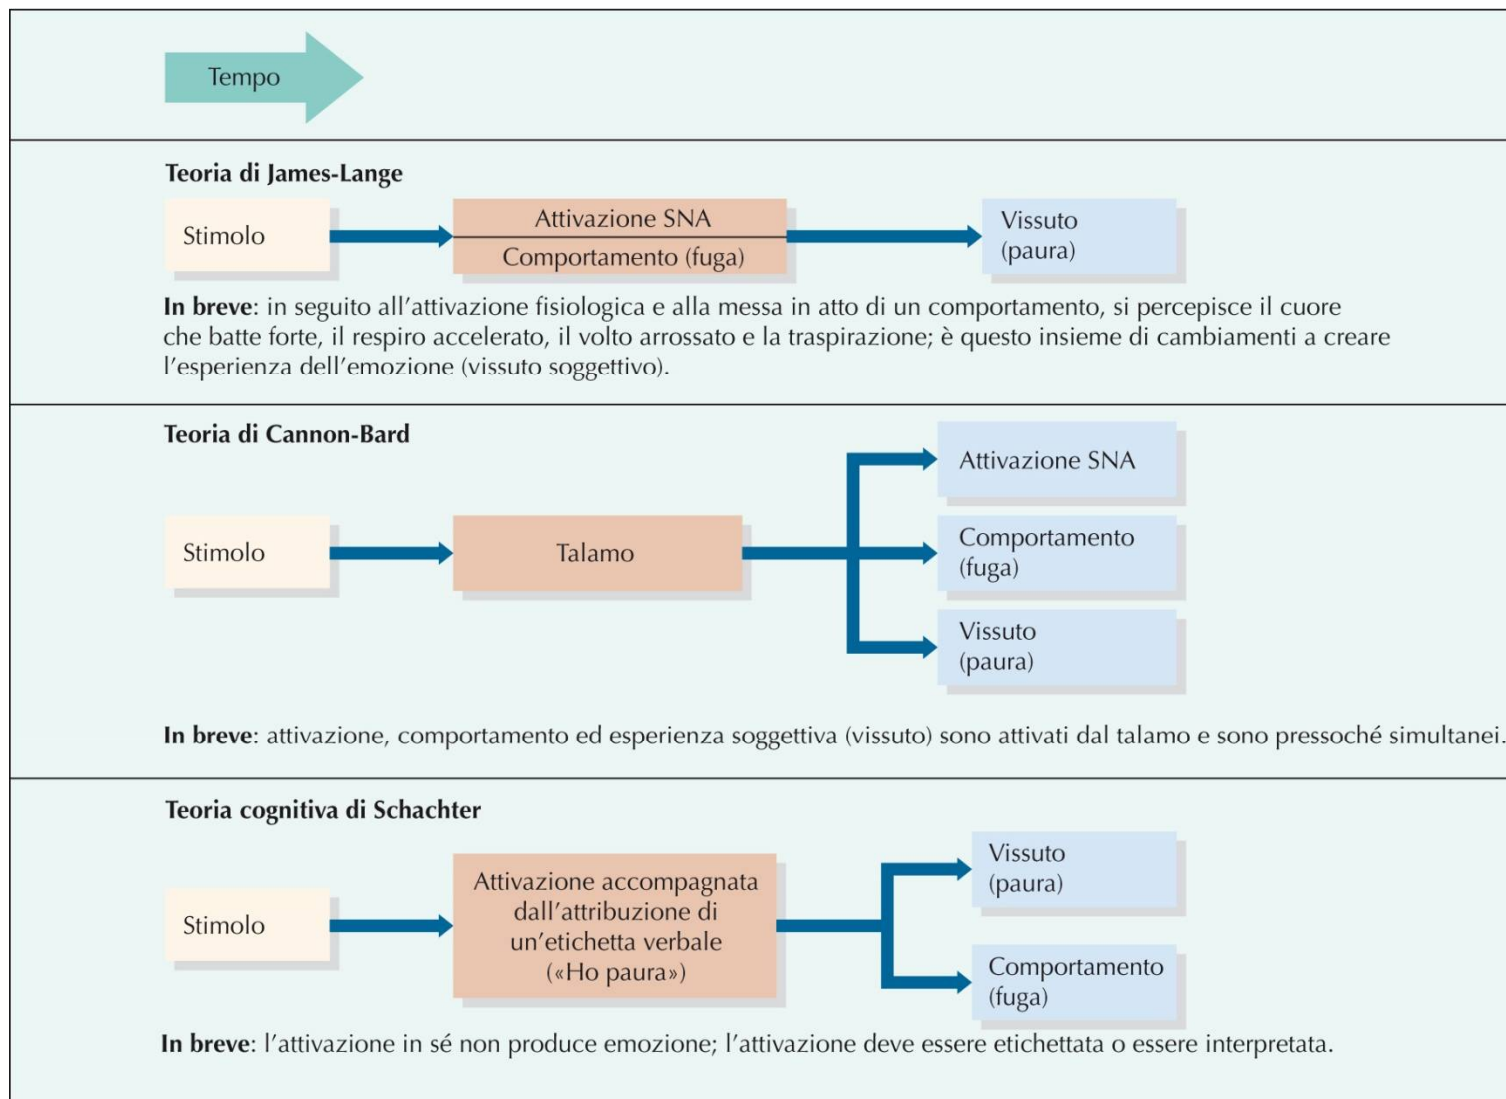 Tempo
Teoria di James-Lange
Stimolo
Attivazione SNA
Comportamento (fuga)
Vissuto
(paura)
In breve: in seguito all’attivazione fisiologica e alla messa in atto di un comportamento, si percepisce il cuore
che batte forte, il respiro accelerato, il volto arrossato e la traspirazione; è questo insieme di cambiamenti a creare
l’esperienza dell’emozione (vissuto soggettivo).
Teoria di Cannon-Bard
Stimolo
Talamo
Attivazione SNA
Comportamento
(fuga)
Vissuto
(paura)
In breve: attivazione, comportamento ed esperienza soggettiva (vissuto) sono attivati dal talamo e sono pressoché simultanei.
Teoria cognitiva di Schachter
Stimolo
Attivazione accompagnata
dall’attribuzione di
un’etichetta verbale
(«Ho paura»)
Vissuto
(paura)
Comportamento
(fuga)
In breve: l’attivazione in sé non produce emozione; l’attivazione deve essere etichettata o essere interpretata.